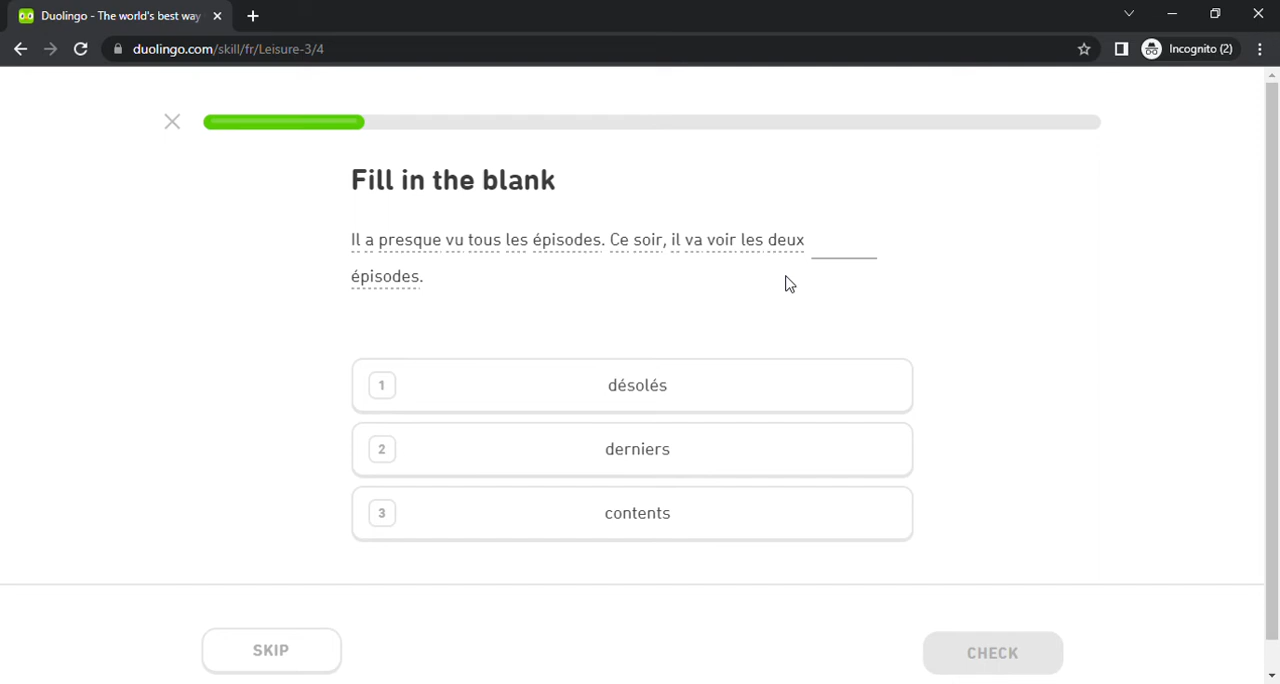 Duolingo - The world's best way
duolingo.com/skill/fr/Leisure-3/4
Incognito (2)
Fill in the blank
Il a presque vu tous les épisodes. Ce soir, il va voir les deux
épisodes.
1 désolés
2 derniers
3 contents
SKIP
CHECK